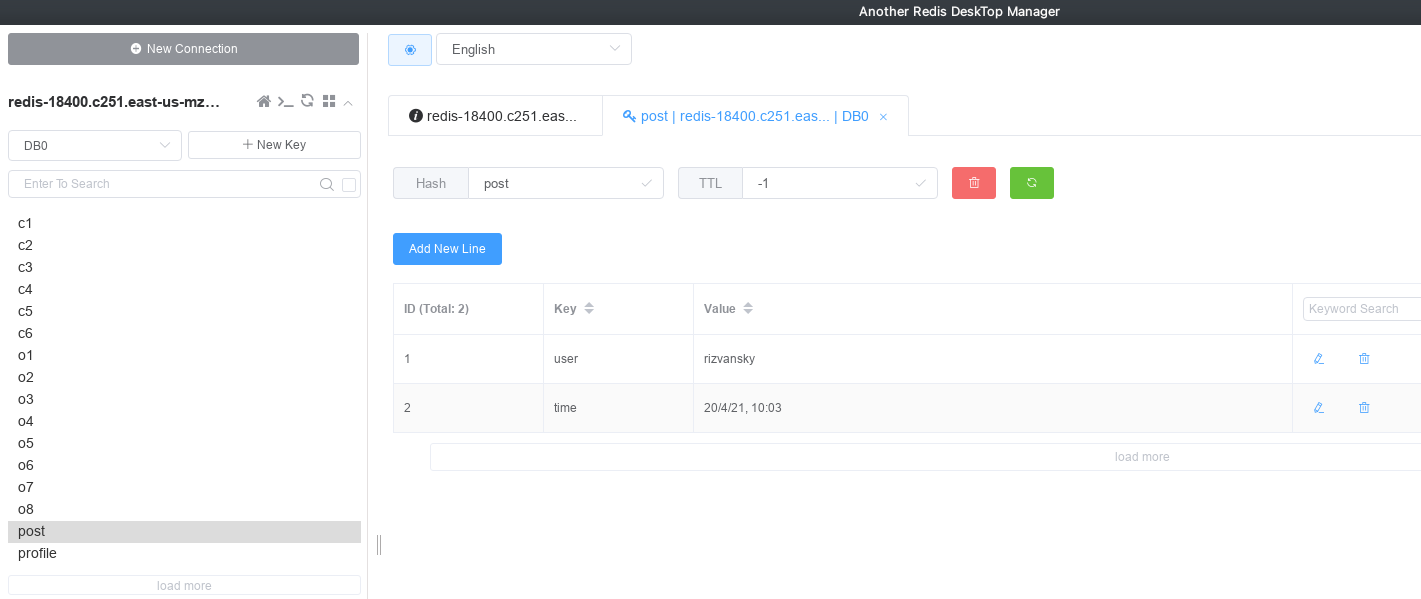 Another Redis DeskTop Manager
New Connection
English
redis-18400.c251.east-us-mz...
redis-18400.c251.eas...
post | redis-18400.c251.eas... | DB0
DB0
New Key
Enter To Search
Hash
post
TTL
-1
Add New Line
c1
c2
c3
c4
c5
c6
o1
o2
o3
o4
o5
o6
o7
o8
post
profile
load more
ID (Total: 2)
Key
Value
Keyword Search
1
user
rizvansky
2
time
20/4/21, 10:03
load more